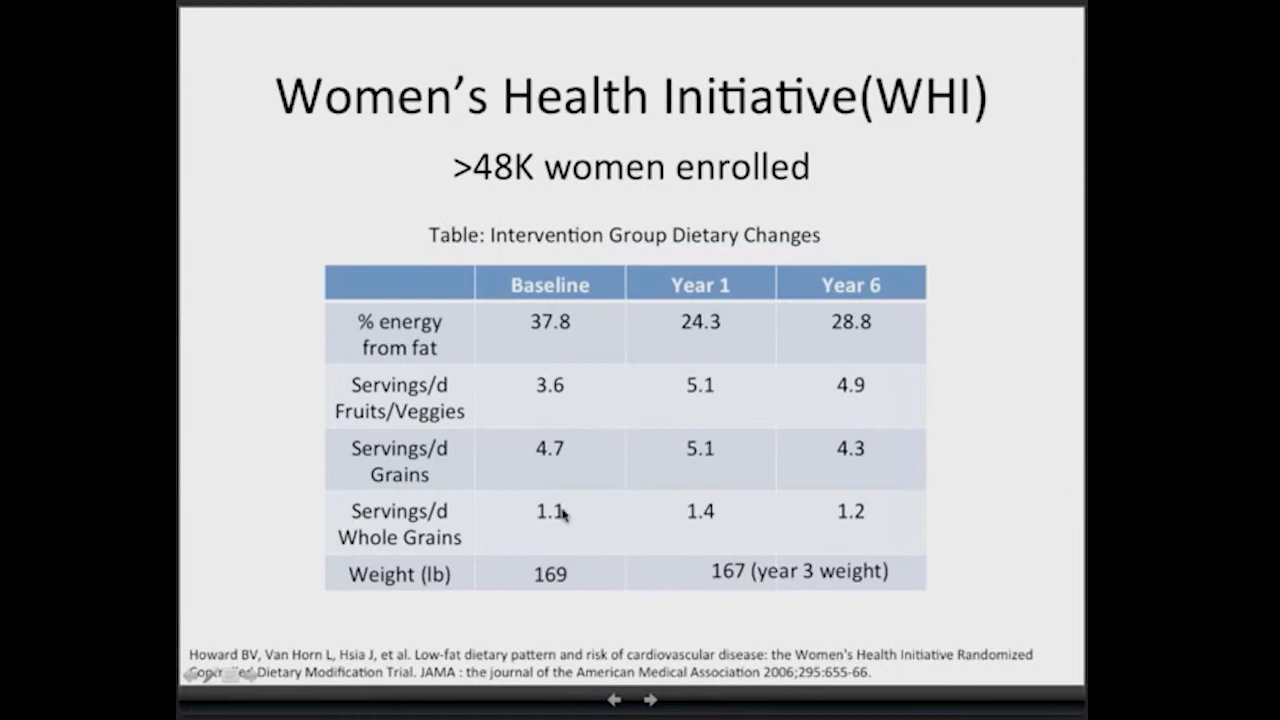 Women's Health Initiative(WHI)
>48K women enrolled
Table: Intervention Group Dietary Changes
Baseline Year 1 Year 6
% energy from fat 37.8 24.3 28.8
Servings/d Fruits/Veggies 3.6 5.1 4.9
Servings/d Grains 4.7 5.1 4.3
Servings/d Whole Grains 1.1 1.4 1.2
Weight (lb) 169 167 (year 3 weight)
Howard BV, Van Horn L, Hsia J, et al. Low-fat dietary pattern and risk of cardiovascular disease: the Women's Health Initiative Randomized
Dietary Modification Trial. JAMA : the journal of the American Medical Association 2006;295:655-66.